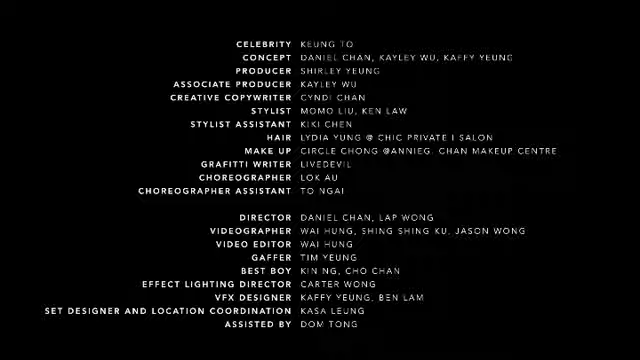 CELEBRITY KEUNG TO
CONCEPT DANIEL CHAN, KAYLEY WU, KAFFY YEUNG
PRODUCER SHIRLEY YEUNG
ASSOCIATE PRODUCER KAYLEY WU
CREATIVE COPYWRITER CYNDI CHAN
STYLIST MOMO LIU, KEN LAW
STYLIST ASSISTANT KIKI CHEN
HAIR LYDIA YUNG @ CHIC PRIVATE I SALON
MAKE UP CIRCLE CHONG @ANNIEG. CHAN MAKEUP CENTRE
GRAFITTI WRITER LIVEDEVIL
CHOREOGRAPHER LOK AU
CHOREOGRAPHER ASSISTANT TO NGAI
DIRECTOR DANIEL CHAN, LAP WONG
VIDEOGRAPHER WAI HUNG, SHING SHING KU, JASON WONG
VIDEO EDITOR WAI HUNG
GAFFER TIM YEUNG
BEST BOY KIN NG, CHO CHAN
EFFECT LIGHTING DIRECTOR CARTER WONG
VFX DESIGNER KAFFY YEUNG, BEN LAM
SET DESIGNER AND LOCATION COORDINATION KASA LEUNG
ASSISTED BY DOM TONG